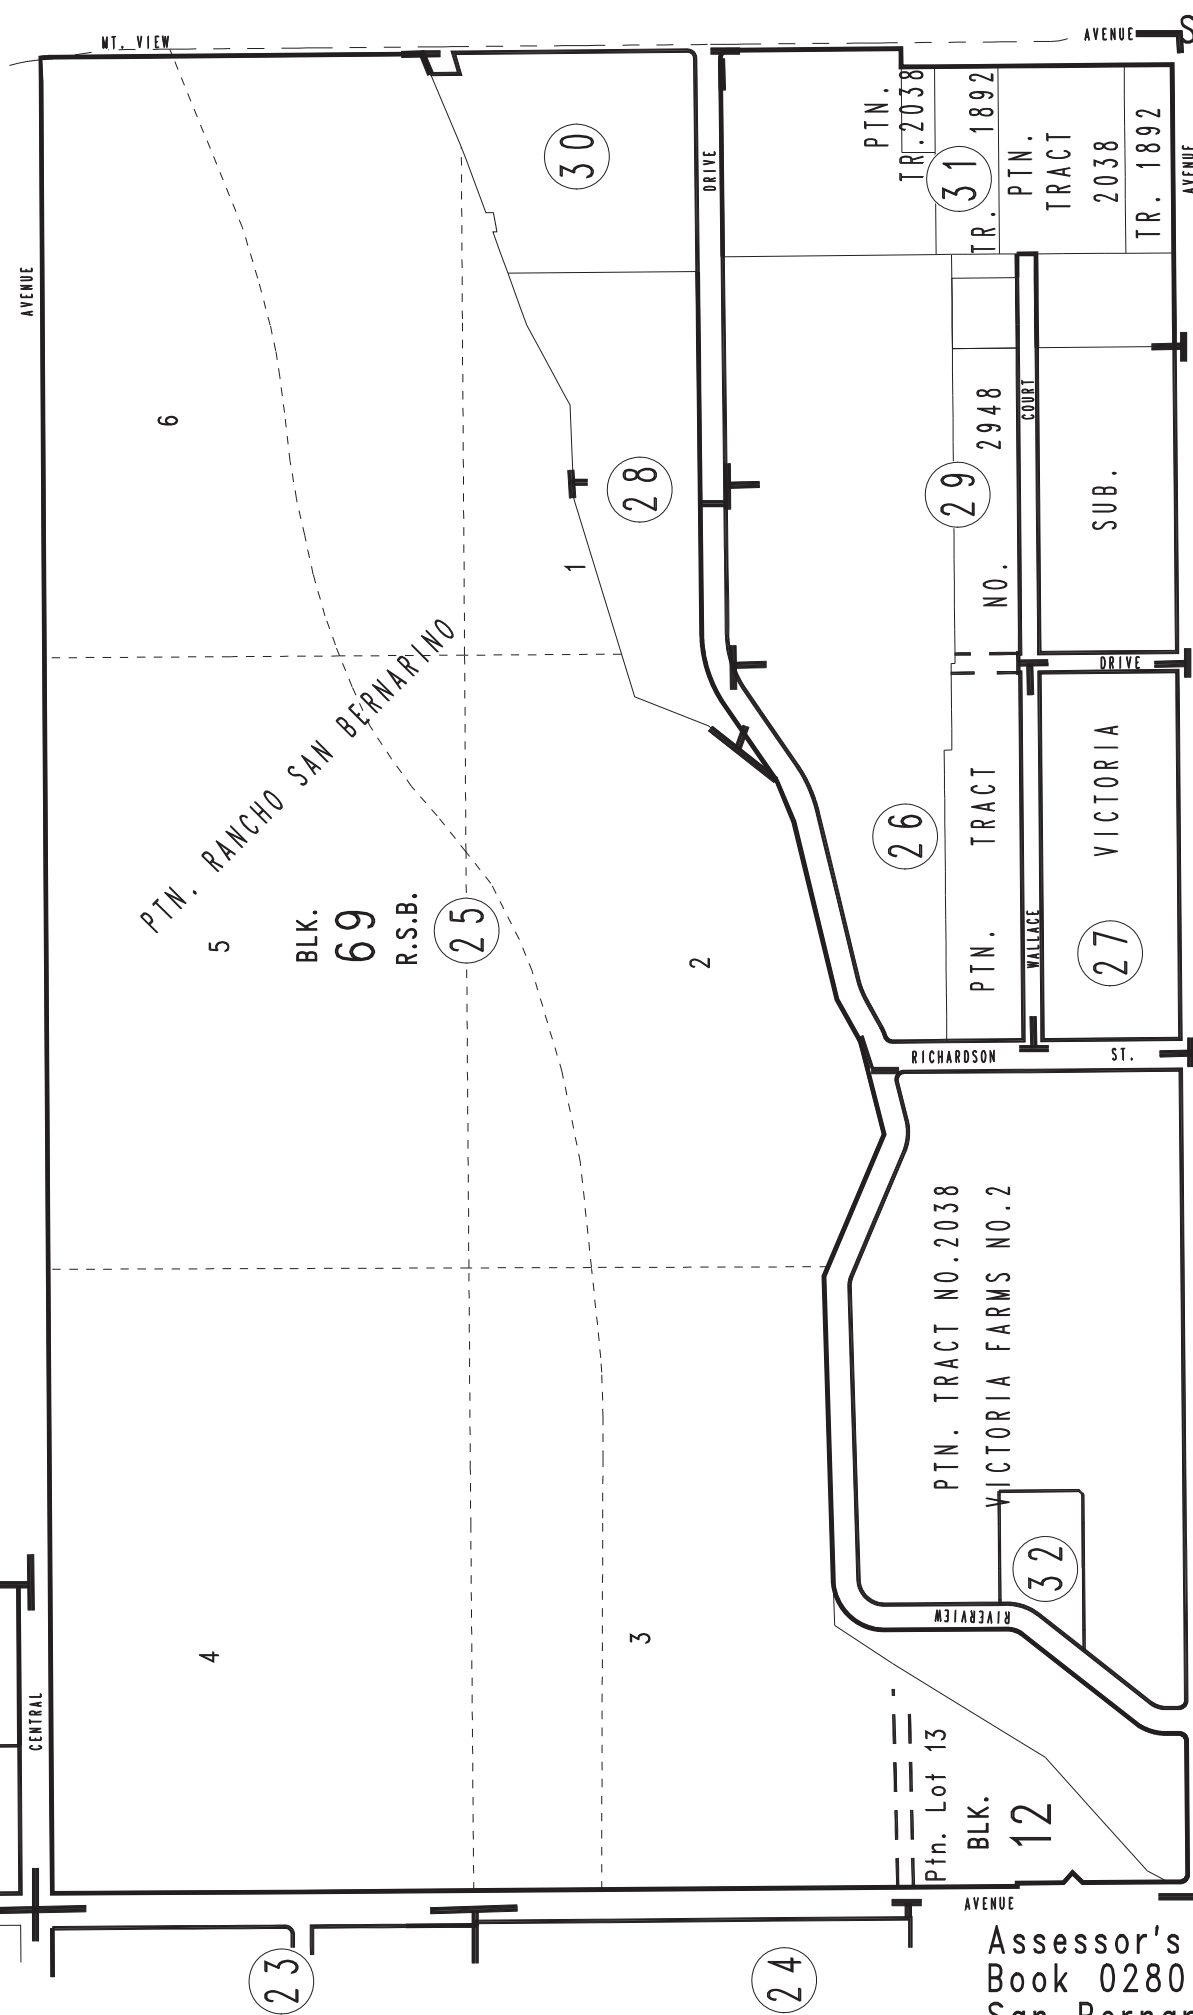 MT. VIEW
AVENUE
S
AVENUE
AVENUE
DRIVE
30
PTN.
TR. 2038
31
TR. 1892
PTN.
TRACT
2038
TR. 1892
6
28
1
29
NO. 2948
COURT
SUB.
DRIVE
PTN. RANCHO SAN BERNARINO
5
BLK.
69
R.S.B.
25
2
26
PTN. TRACT
WALLACE
VICTORIA
27
RICHARDSON
ST.
PTN. TRACT NO.2038
VICTORIA FARMS NO.2
32
RIVERVIEW
4
3
CENTRAL
Ptn. Lot 13
BLK.
12
AVENUE
23
24
Assessor's
Book 0280